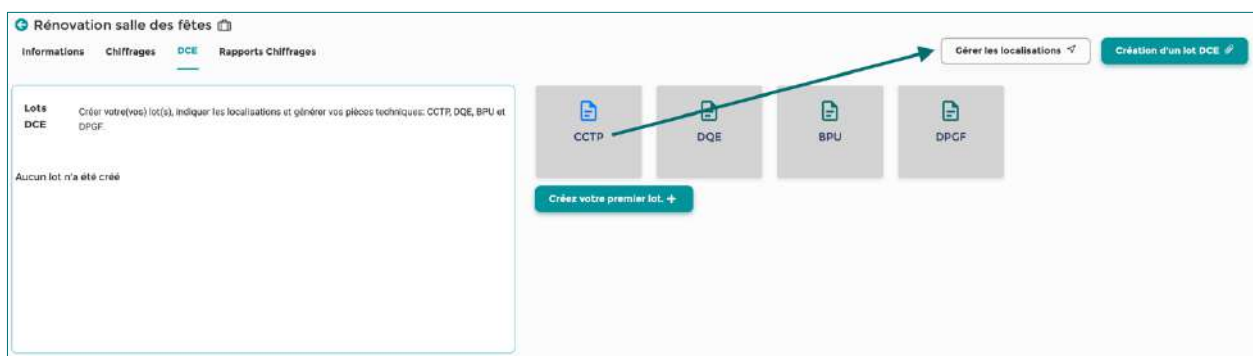 Rénovation salle des fêtes
Informations Chiffrages DCE Rapports Chiffrages
Gérer les localisations
Création d'un lot DCE
Lots DCE
Créer votre(vos) lot(s), indiquer les localisations et générer vos pièces techniques: CCTP, DQE, BPU et
DPGF.
Aucun lot n'a été créé
CCTP DQE BPU DPGF
Créez votre premier lot.